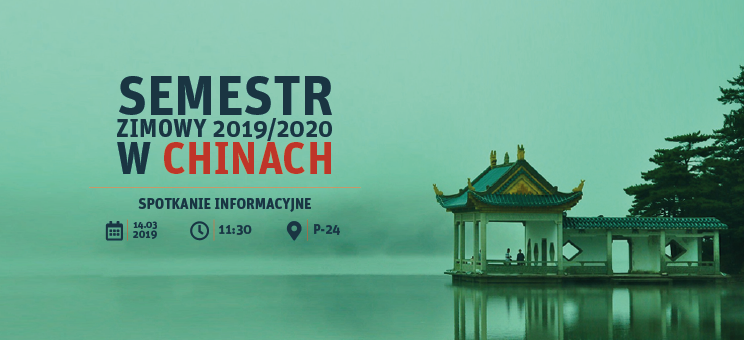 SEMESTR
ZIMOWY 2019/2020
W CHINACH
SPOTKANIE INFORMACYJNE
14.03
2019
11:30
P-24